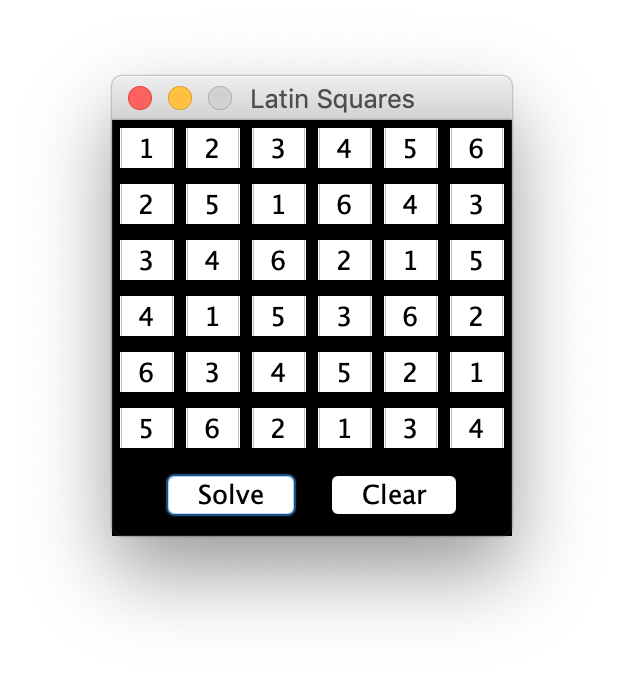 Latin Squares
1 2 3 4 5 6
2 5 1 6 4 3
3 4 6 2 1 5
4 1 5 3 6 2
6 3 4 5 2 1
5 6 2 1 3 4
Solve Clear